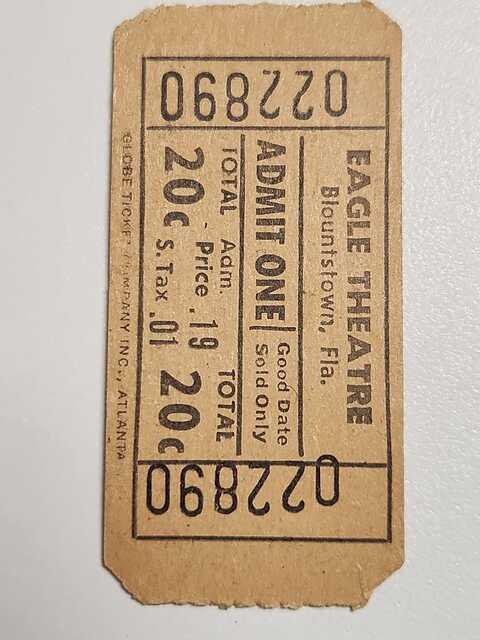 EAGLE THEATRE
Blountstown, Fla.
ADMIT ONE
Good Date
Sold Only
TOTAL Adm. TOTAL
20c Price .19 20c
S. Tax .01
022890
022890
GLOBE TICKET COMPANY INC., ATLANTA